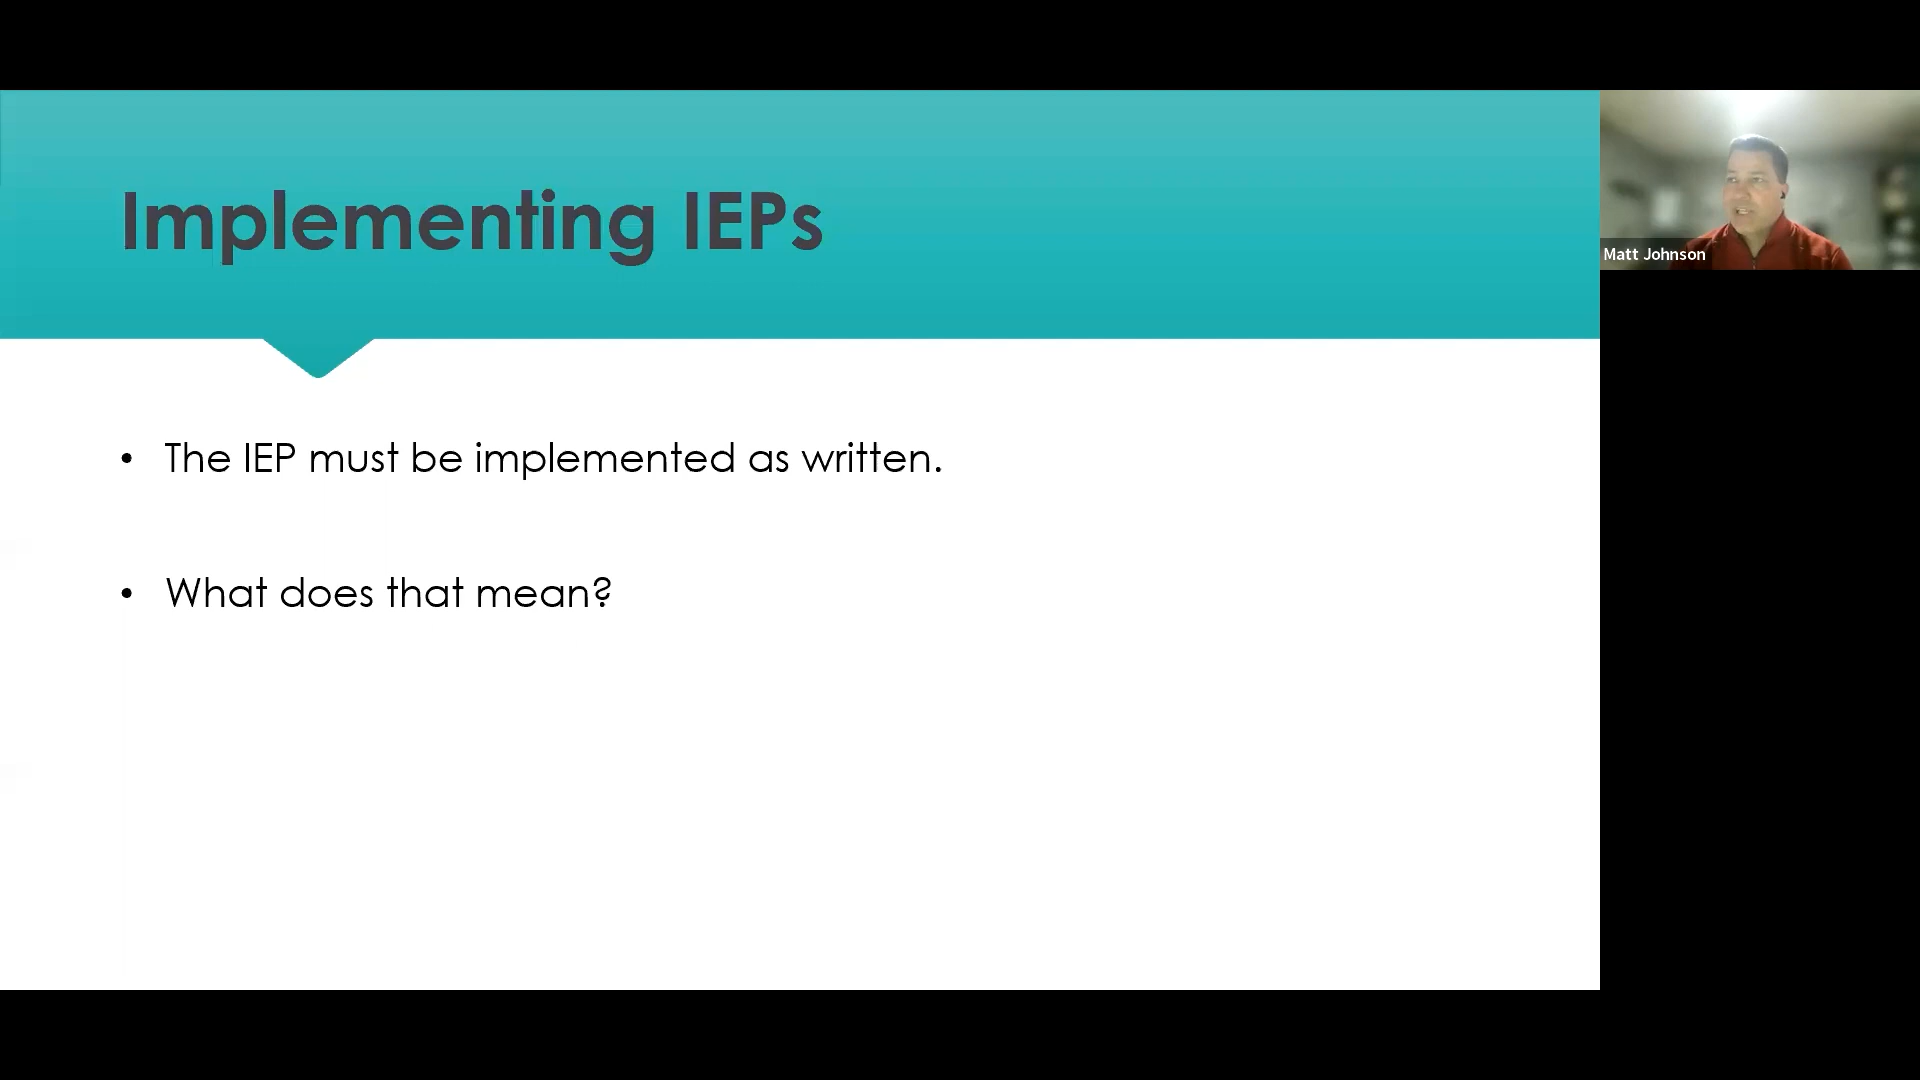 Implementing IEPs
• The IEP must be implemented as written.
• What does that mean?
Matt Johnson